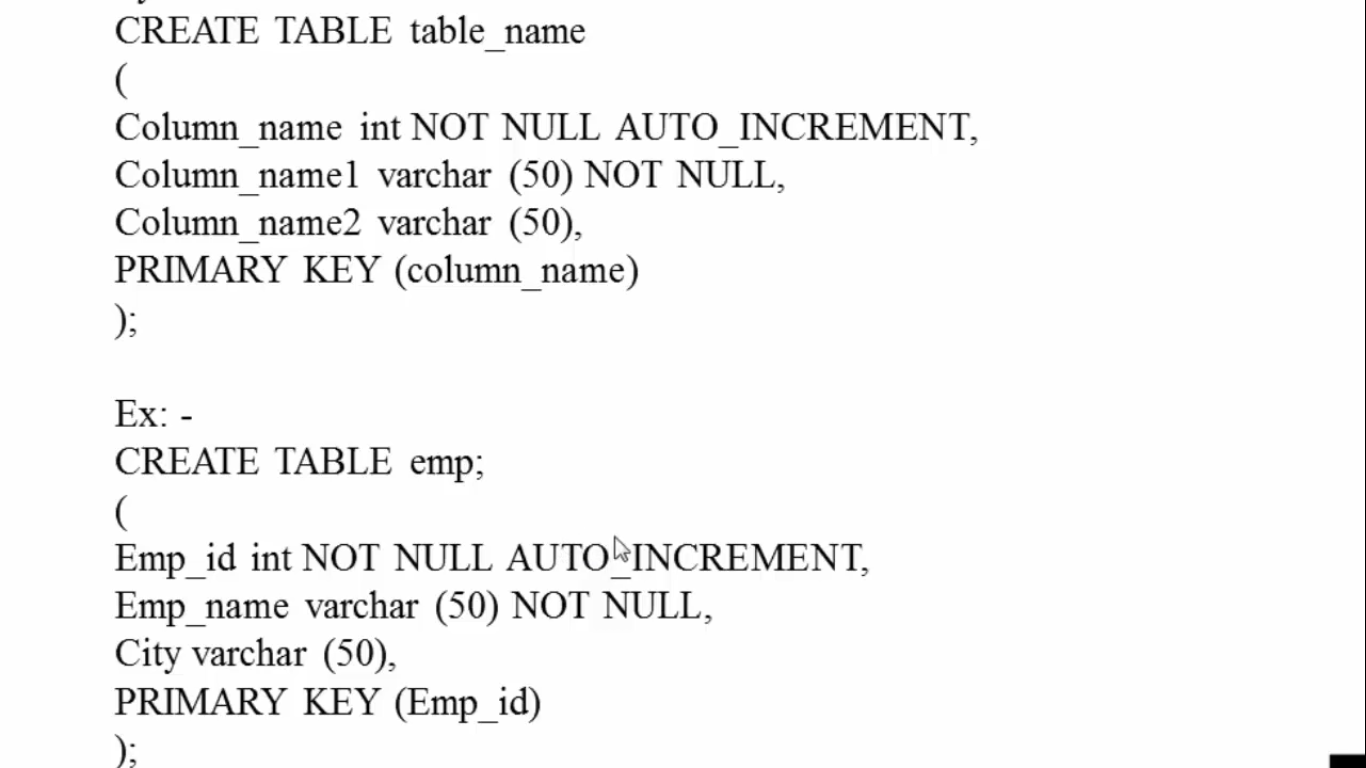 CREATE TABLE table_name
(
Column_name int NOT NULL AUTO_INCREMENT,
Column_name1 varchar (50) NOT NULL,
Column_name2 varchar (50),
PRIMARY KEY (column_name)
);
Ex: -
CREATE TABLE emp;
(
Emp_id int NOT NULL AUTO_INCREMENT,
Emp_name varchar (50) NOT NULL,
City varchar (50),
PRIMARY KEY (Emp_id)
);